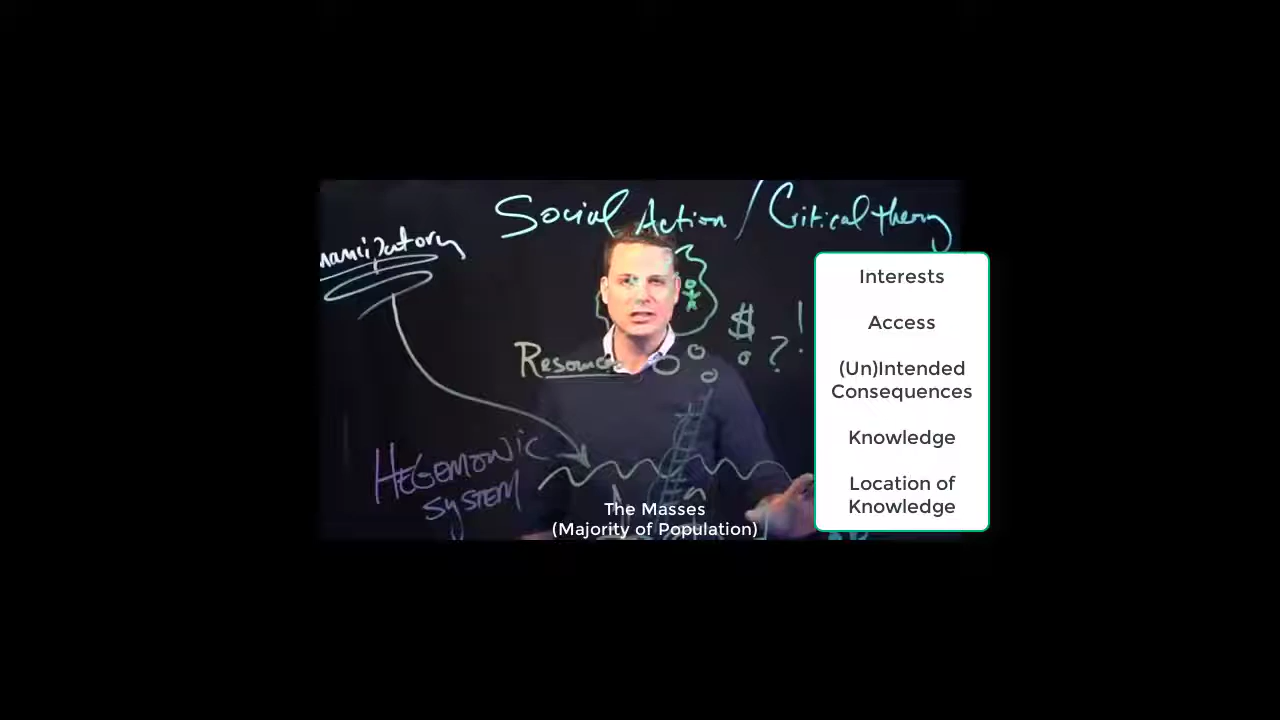 Social Action / Critical theory
mancipatory
Interests
Access
$
?
!
Resources
(Un)Intended
Consequences
Knowledge
HEGEMONIC
SYSTEM
Location of
Knowledge
The Masses
(Majority of Population)